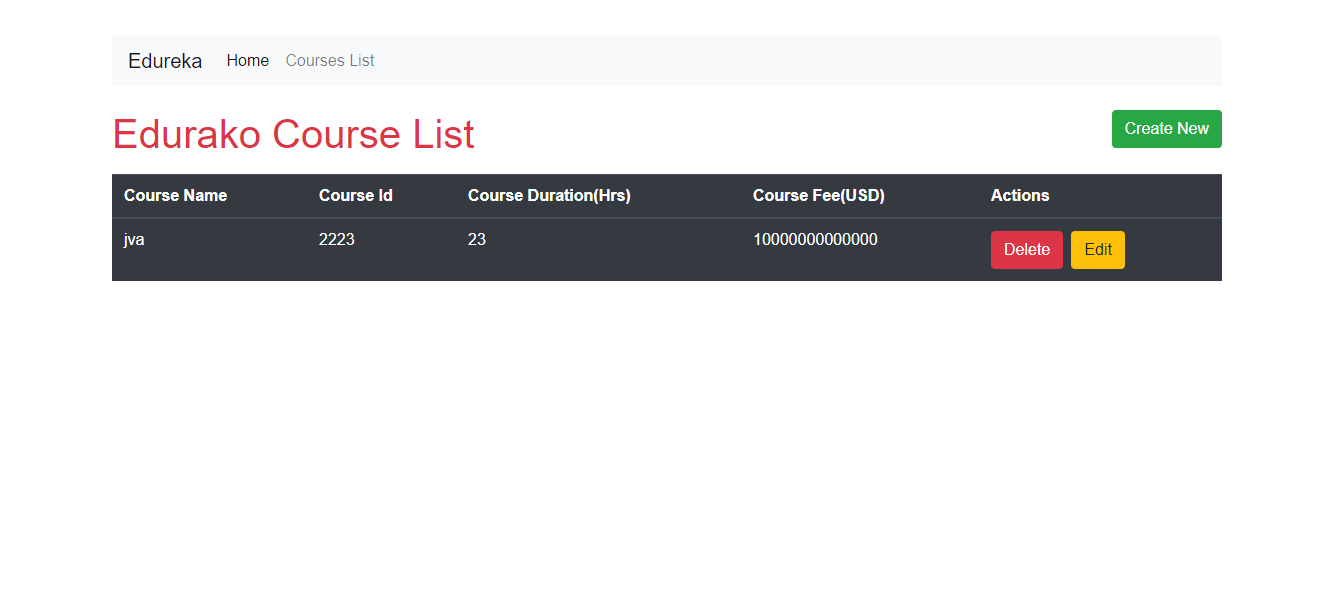 Edureka Home Courses List
Edurako Course List
Create New
Course Name Course Id Course Duration(Hrs) Course Fee(USD) Actions
jva 2223 23 10000000000000 Delete Edit